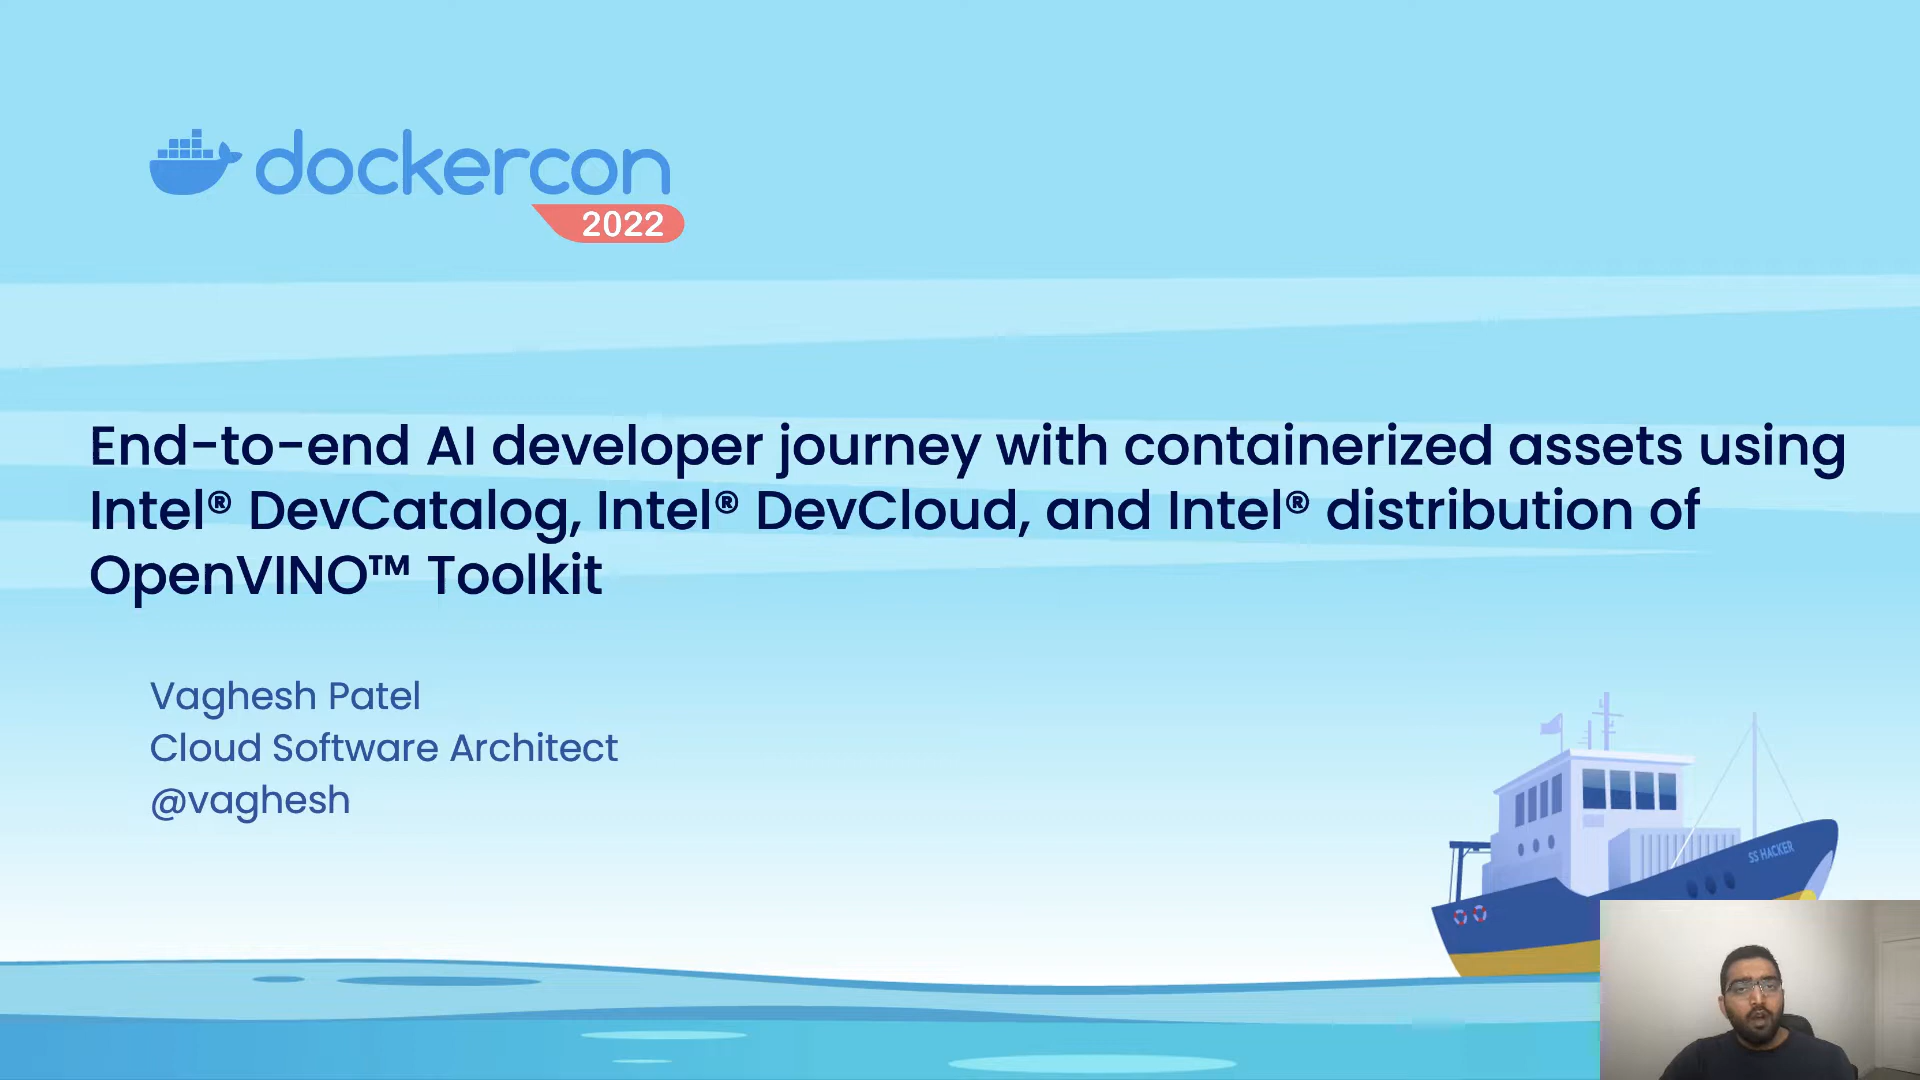 dockercon
2022
End-to-end AI developer journey with containerized assets using
Intel® DevCatalog, Intel® DevCloud, and Intel® distribution of
OpenVINO™ Toolkit
Vaghesh Patel
Cloud Software Architect
@vaghesh
SS HACKER